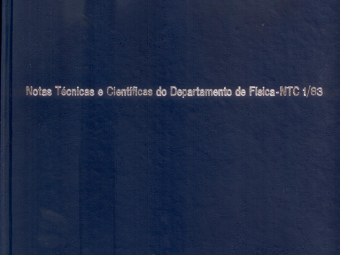 Notas Técnicas e Científicas do Departamento de Física-NTC 1/83